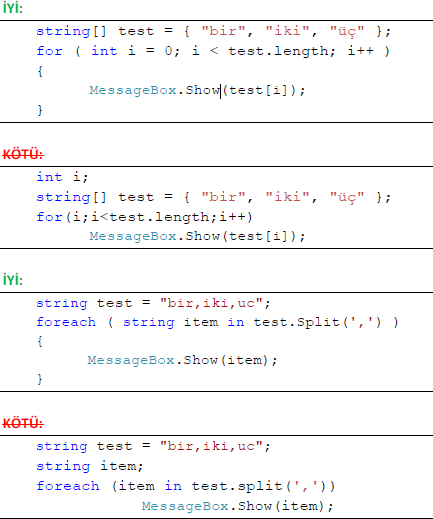 İYİ:
string[] test = { "bir", "iki", "üç" };
for ( int i = 0; i < test.length; i++ )
{
MessageBox.Show(test[i]);
}
KÖTÜ:
int i;
string[] test = { "bir", "iki", "üç" };
for(i;i<test.length;i++)
MessageBox.Show(test[i]);
İYİ:
string test = "bir,iki,uc";
foreach ( string item in test.Split(',') )
{
MessageBox.Show(item);
}
KÖTÜ:
string test = "bir,iki,uc";
string item;
foreach (item in test.split(','))
MessageBox.Show(item);